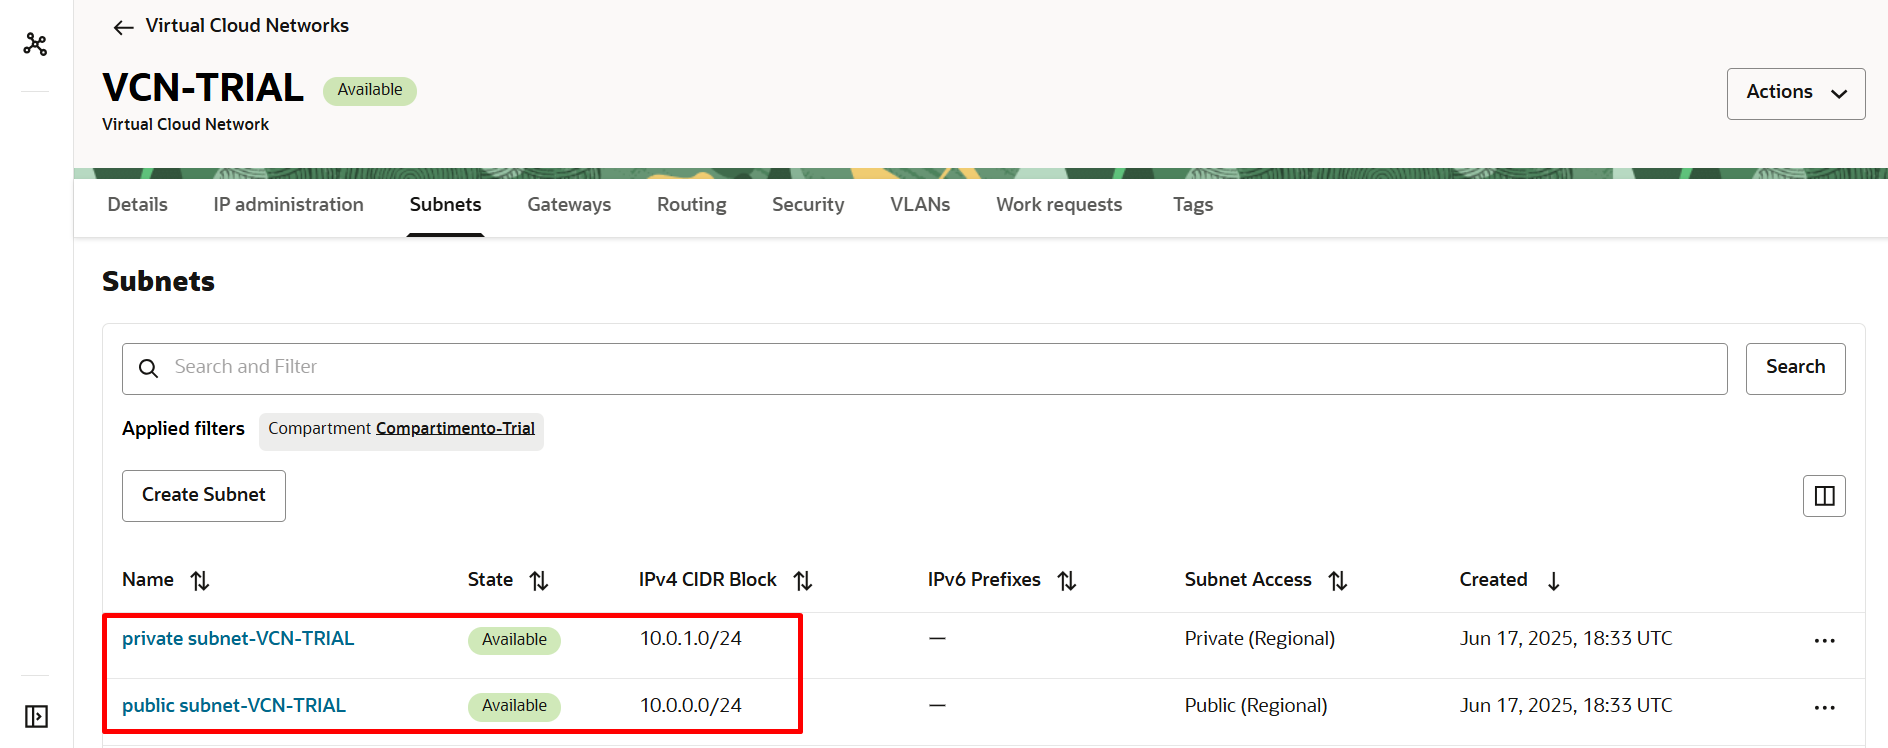 Virtual Cloud Networks
VCN-TRIAL Available
Virtual Cloud Network
Actions
Details IP administration Subnets Gateways Routing Security VLANs Work requests Tags
Subnets
Search and Filter
Search
Applied filters Compartment Compartimento-Trial
Create Subnet
Name State IPv4 CIDR Block IPv6 Prefixes Subnet Access Created
private subnet-VCN-TRIAL Available 10.0.1.0/24 — Private (Regional) Jun 17, 2025, 18:33 UTC
public subnet-VCN-TRIAL Available 10.0.0.0/24 — Public (Regional) Jun 17, 2025, 18:33 UTC